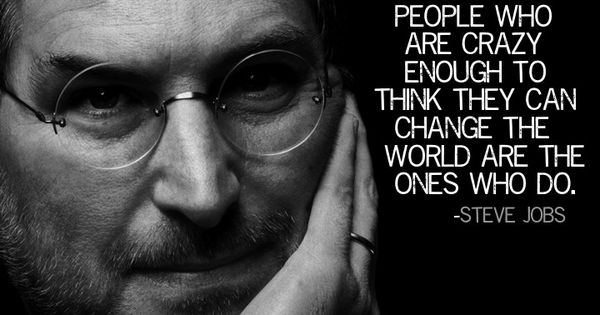 PEOPLE WHO
ARE CRAZY
ENOUGH TO
THINK THEY CAN
CHANGE THE
WORLD ARE THE
ONES WHO DO.
-STEVE JOBS